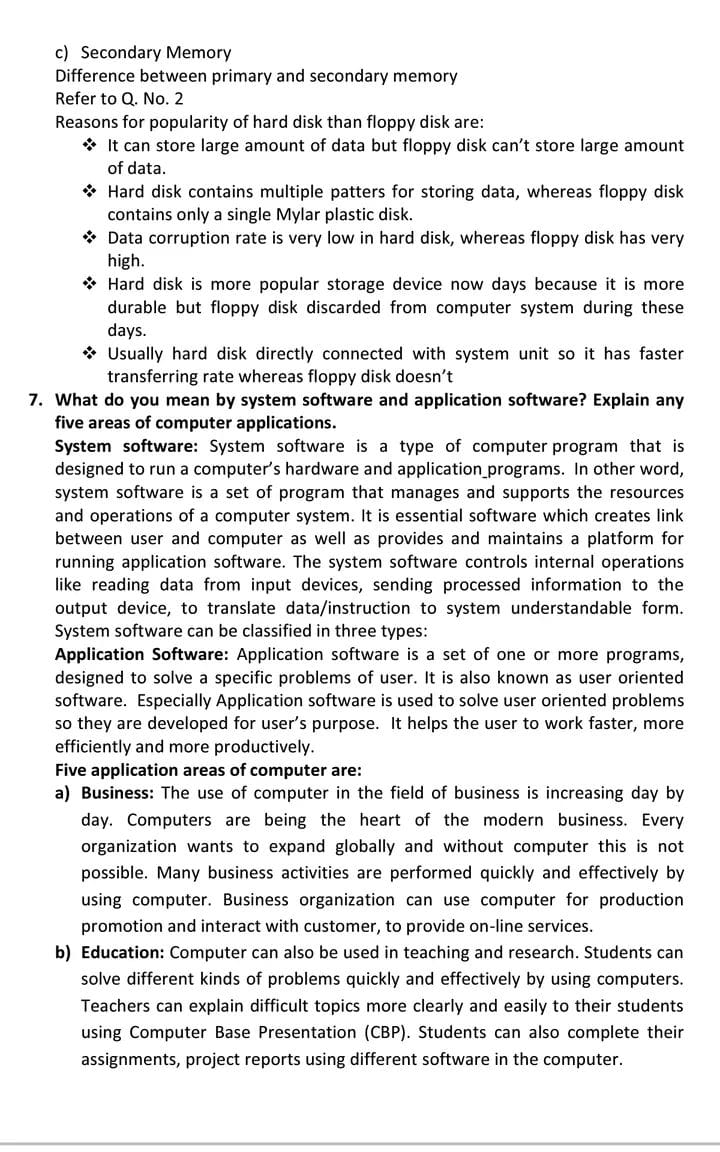 c) Secondary Memory
Difference between primary and secondary memory
Refer to Q. No. 2
Reasons for popularity of hard disk than floppy disk are:
❖ It can store large amount of data but floppy disk can't store large amount
of data.
❖ Hard disk contains multiple patters for storing data, whereas floppy disk
contains only a single Mylar plastic disk.
❖ Data corruption rate is very low in hard disk, whereas floppy disk has very
high.
❖ Hard disk is more popular storage device now days because it is more
durable but floppy disk discarded from computer system during these
days.
❖ Usually hard disk directly connected with system unit so it has faster
transferring rate whereas floppy disk doesn't
7. What do you mean by system software and application software? Explain any
five areas of computer applications.
System software: System software is a type of computer program that is
designed to run a computer's hardware and application programs. In other word,
system software is a set of program that manages and supports the resources
and operations of a computer system. It is essential software which creates link
between user and computer as well as provides and maintains a platform for
running application software. The system software controls internal operations
like reading data from input devices, sending processed information to the
output device, to translate data/instruction to system understandable form.
System software can be classified in three types:
Application Software: Application software is a set of one or more programs,
designed to solve a specific problems of user. It is also known as user oriented
software. Especially Application software is used to solve user oriented problems
so they are developed for user's purpose. It helps the user to work faster, more
efficiently and more productively.
Five application areas of computer are:
a) Business: The use of computer in the field of business is increasing day by
day. Computers are being the heart of the modern business. Every
organization wants to expand globally and without computer this is not
possible. Many business activities are performed quickly and effectively by
using computer. Business organization can use computer for production
promotion and interact with customer, to provide on-line services.
b) Education: Computer can also be used in teaching and research. Students can
solve different kinds of problems quickly and effectively by using computers.
Teachers can explain difficult topics more clearly and easily to their students
using Computer Base Presentation (CBP). Students can also complete their
assignments, project reports using different software in the computer.